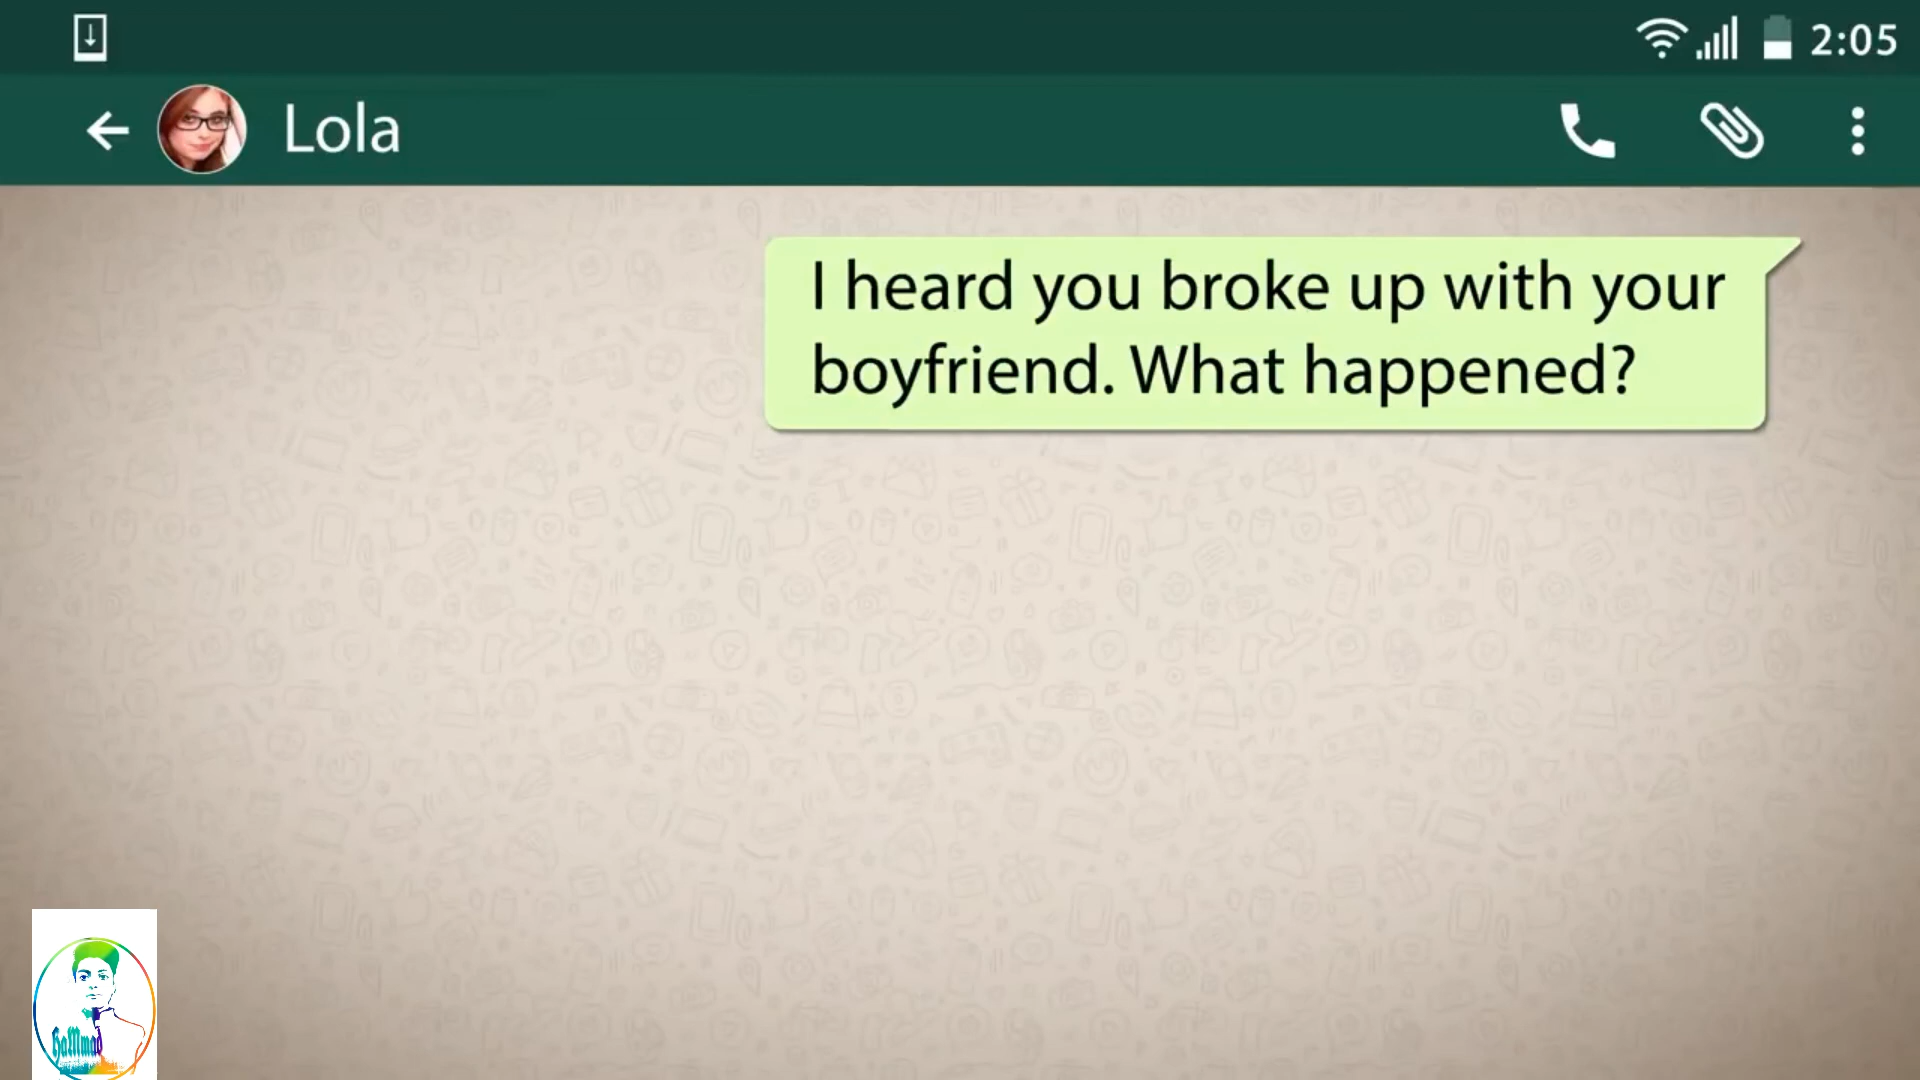 2:05
Lola
I heard you broke up with your
boyfriend. What happened?